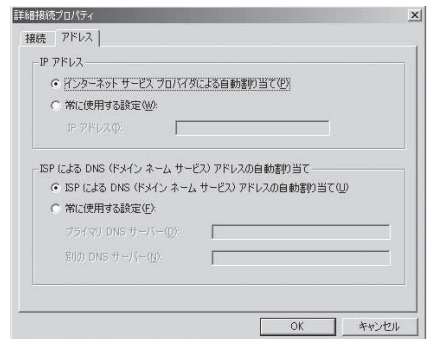 詳細接続プロパティ
接続 アドレス
IP アドレス
インターネット サービス プロバイダによる自動割り当て(P)
常に使用する設定(W):
IP アドレス(I):
ISP による DNS (ドメイン ネーム サービス) アドレスの自動割り当て
ISP による DNS (ドメイン ネーム サービス) アドレスの自動割り当て(U)
常に使用する設定(F):
プライマリ DNS サーバー(D):
別の DNS サーバー(N):
OK キャンセル